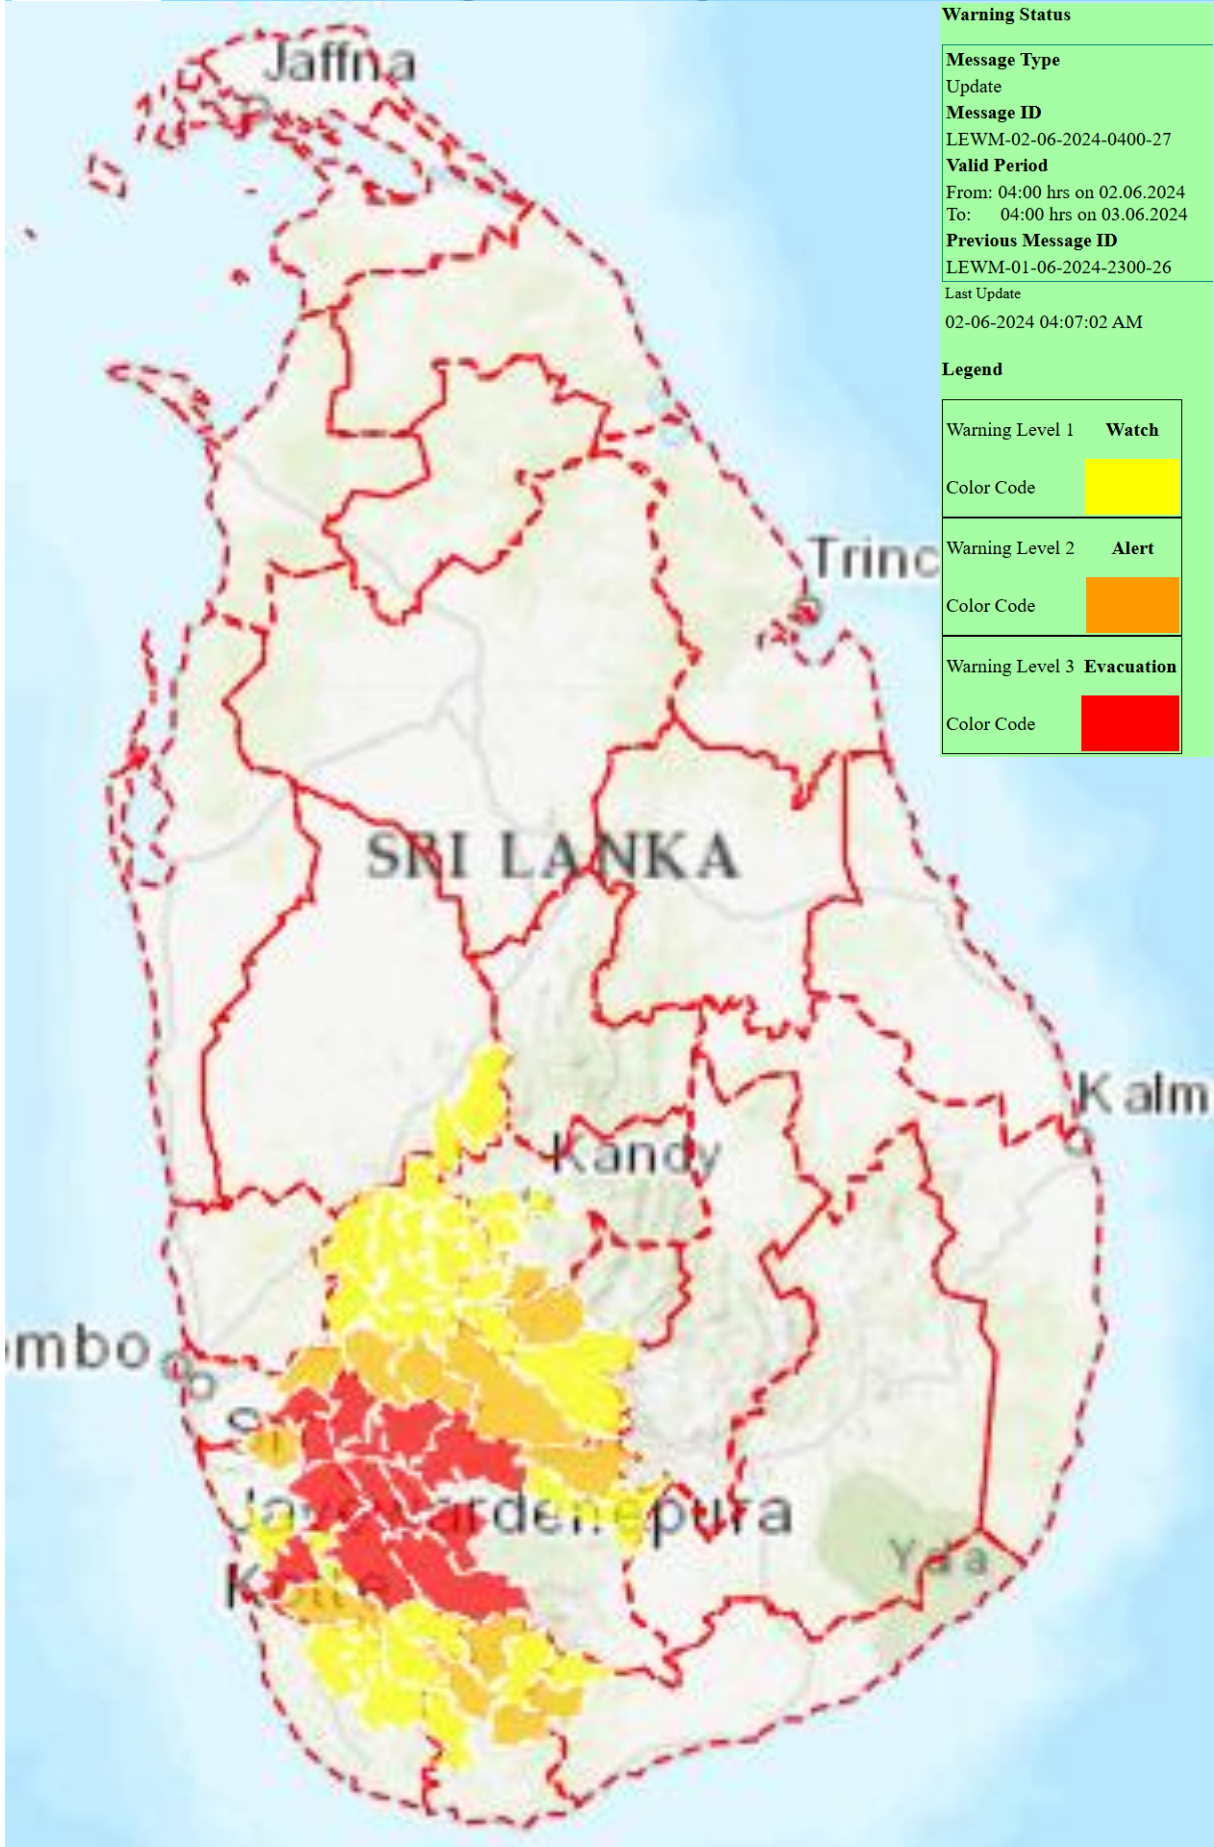 Warning Status
Message Type
Update
Message ID
LEWM-02-06-2024-0400-27
Valid Period
From: 04:00 hrs on 02.06.2024
To: 04:00 hrs on 03.06.2024
Previous Message ID
LEWM-01-06-2024-2300-26
Last Update
02-06-2024 04:07:02 AM
Legend
Warning Level 1 Watch
Color Code
Warning Level 2 Alert
Color Code
Warning Level 3 Evacuation
Color Code
Jaffna
Trinc
SRI LANKA
Kalm
Kandy
ombo
Yala